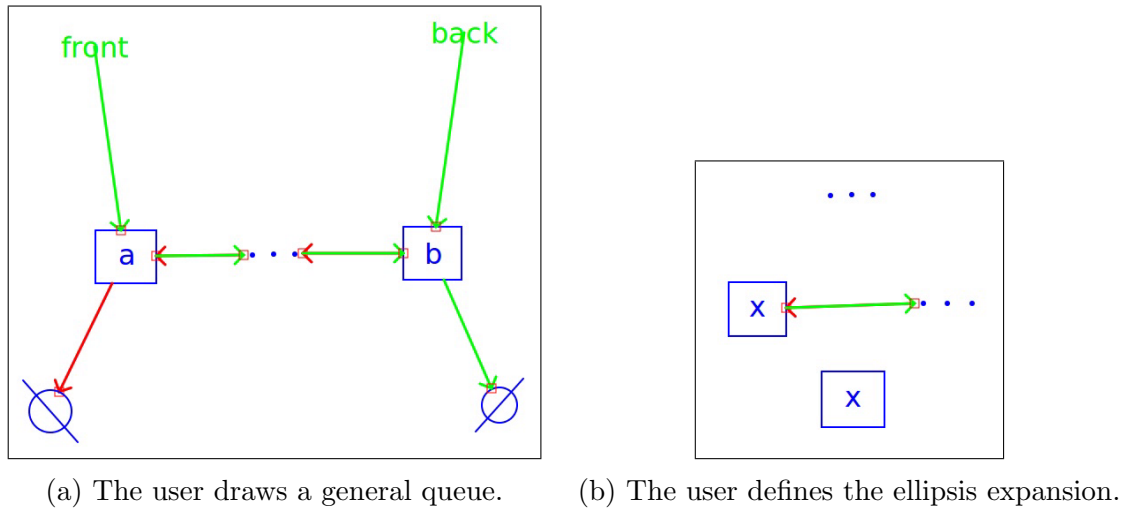 front
back
a
b
x
x
(a) The user draws a general queue.
(b) The user defines the ellipsis expansion.